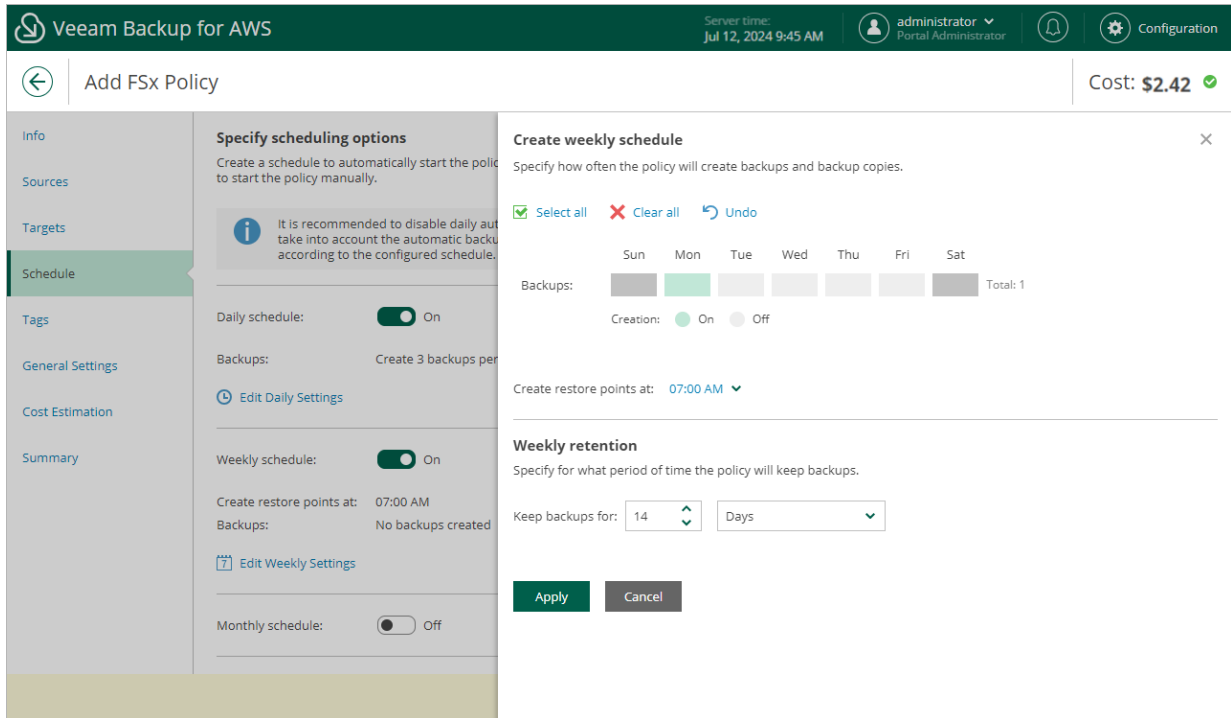 Veeam Backup for AWS
Server time:
Jul 12, 2024 9:45 AM
administrator
Portal Administrator
Configuration
Add FSx Policy
Cost: $2.42
Info
Sources
Targets
Schedule
Tags
General Settings
Cost Estimation
Summary
Specify scheduling options
Create a schedule to automatically start the polic
to start the policy manually.
It is recommended to disable daily aut
take into account the automatic backu
according to the configured schedule.
Daily schedule: On
Backups: Create 3 backups per
Edit Daily Settings
Weekly schedule: On
Create restore points at: 07:00 AM
Backups: No backups created
7 Edit Weekly Settings
Monthly schedule: Off
Create weekly schedule
Specify how often the policy will create backups and backup copies.
Select all Clear all Undo
Sun Mon Tue Wed Thu Fri Sat
Backups: Total: 1
Creation: On Off
Create restore points at: 07:00 AM
Weekly retention
Specify for what period of time the policy will keep backups.
Keep backups for: 14 Days
Apply Cancel